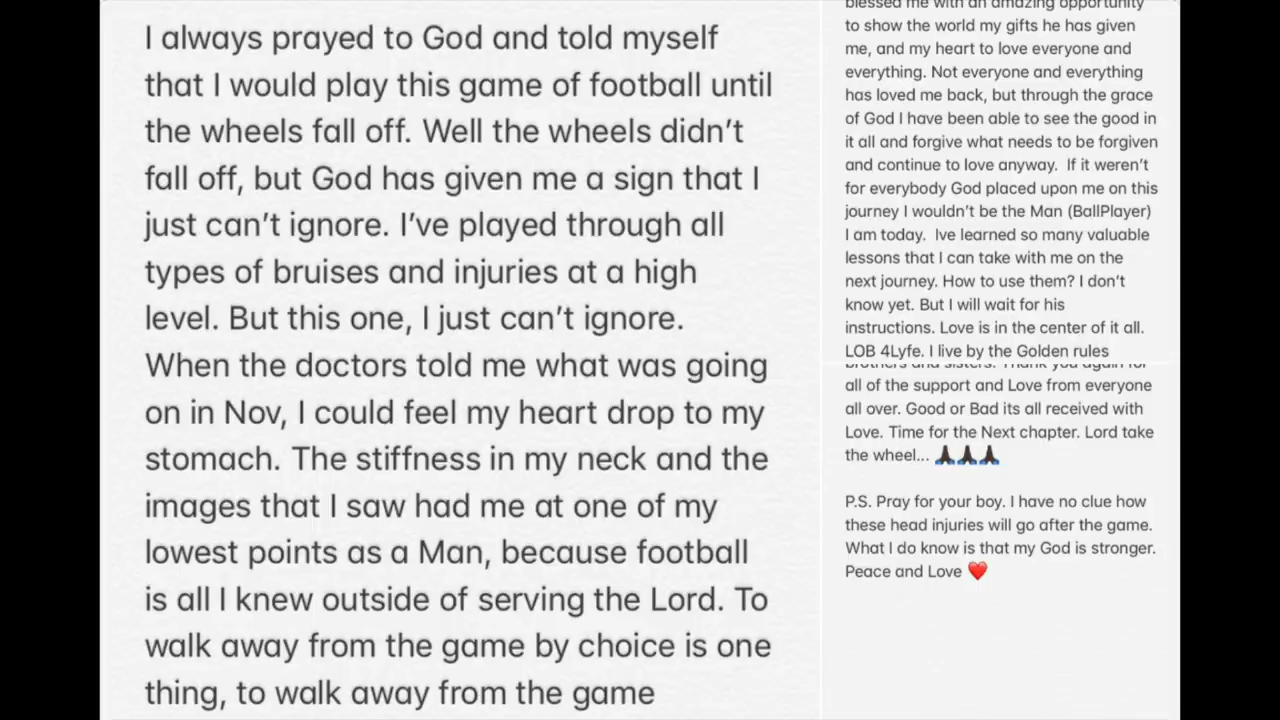 I always prayed to God and told myself
that I would play this game of football until
the wheels fall off. Well the wheels didn’t
fall off, but God has given me a sign that I
just can’t ignore. I’ve played through all
types of bruises and injuries at a high
level. But this one, I just can’t ignore.
When the doctors told me what was going
on in Nov, I could feel my heart drop to my
stomach. The stiffness in my neck and the
images that I saw had me at one of my
lowest points as a Man, because football
is all I knew outside of serving the Lord. To
walk away from the game by choice is one
thing, to walk away from the game
blessed me with an amazing opportunity
to show the world my gifts he has given
me, and my heart to love everyone and
everything. Not everyone and everything
has loved me back, but through the grace
of God I have been able to see the good in
it all and forgive what needs to be forgiven
and continue to love anyway.  If it weren’t
for everybody God placed upon me on this
journey I wouldn’t be the Man (BallPlayer)
I am today.  Ive learned so many valuable
lessons that I can take with me on the
next journey. How to use them? I don’t
know yet. But I will wait for his
instructions. Love is in the center of it all.
LOB 4Lyfe. I live by the Golden rules
brothers and sisters. Thank you again for
all of the support and Love from everyone
all over. Good or Bad its all received with
Love. Time for the Next chapter. Lord take
the wheel... 🙏🏿🙏🏿🙏🏿
P.S. Pray for your boy. I have no clue how
these head injuries will go after the game.
What I do know is that my God is stronger.
Peace and Love ❤️